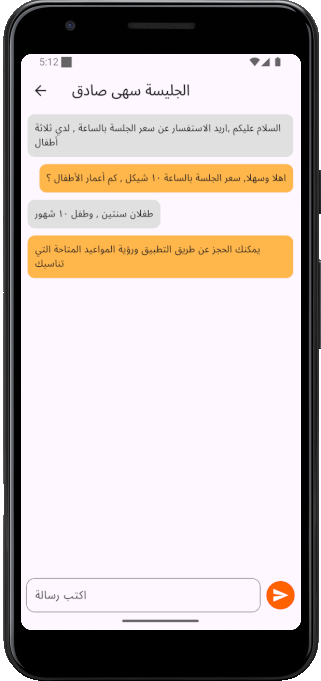 5:12
الجليسة سهى صادق
السلام عليكم ,اريد الاستفسار عن سعر الجلسة بالساعة , لدي ثلاثة
أطفال
اهلا وسهلا, سعر الجلسة بالساعة ١٠ شيكل , كم أعمار الأطفال ؟
طفلان سنتين , وطفل ١٠ شهور
يمكنك الحجز عن طريق التطبيق ورؤية المواعيد المتاحة التي
تناسبك
اكتب رسالة